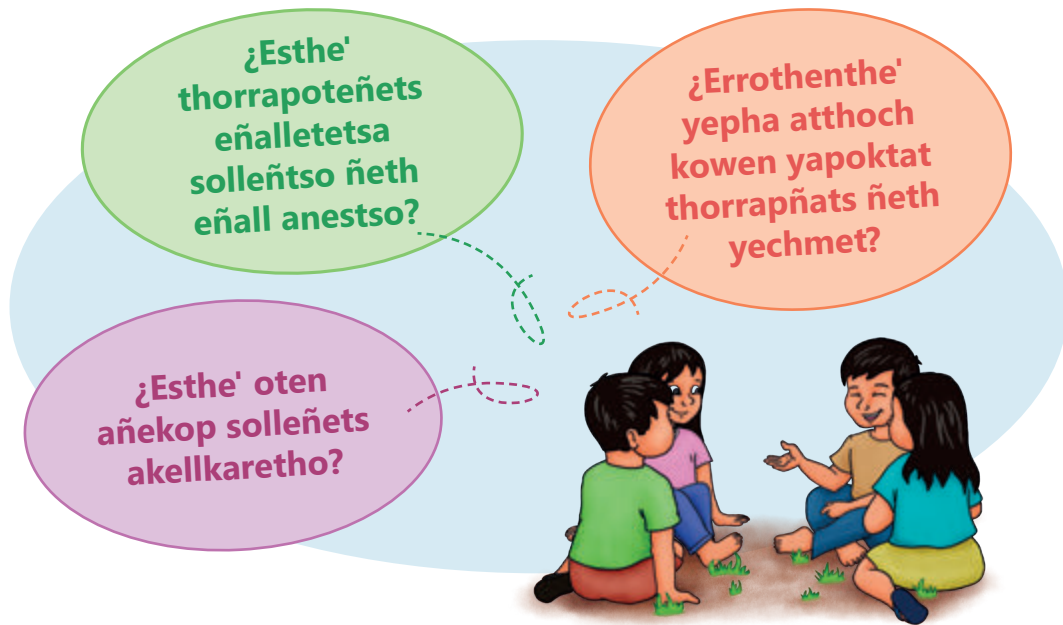 ¿Esthe'
thorrapoteñets
eñalletetsa
solleñtso ñeth
eñall anestso?
¿Errothenthe'
yepha atthoch
kowen yapoktat
thorrapñats ñeth
yechmet?
¿Esthe' oten
añekop solleñets
akellkaretho?